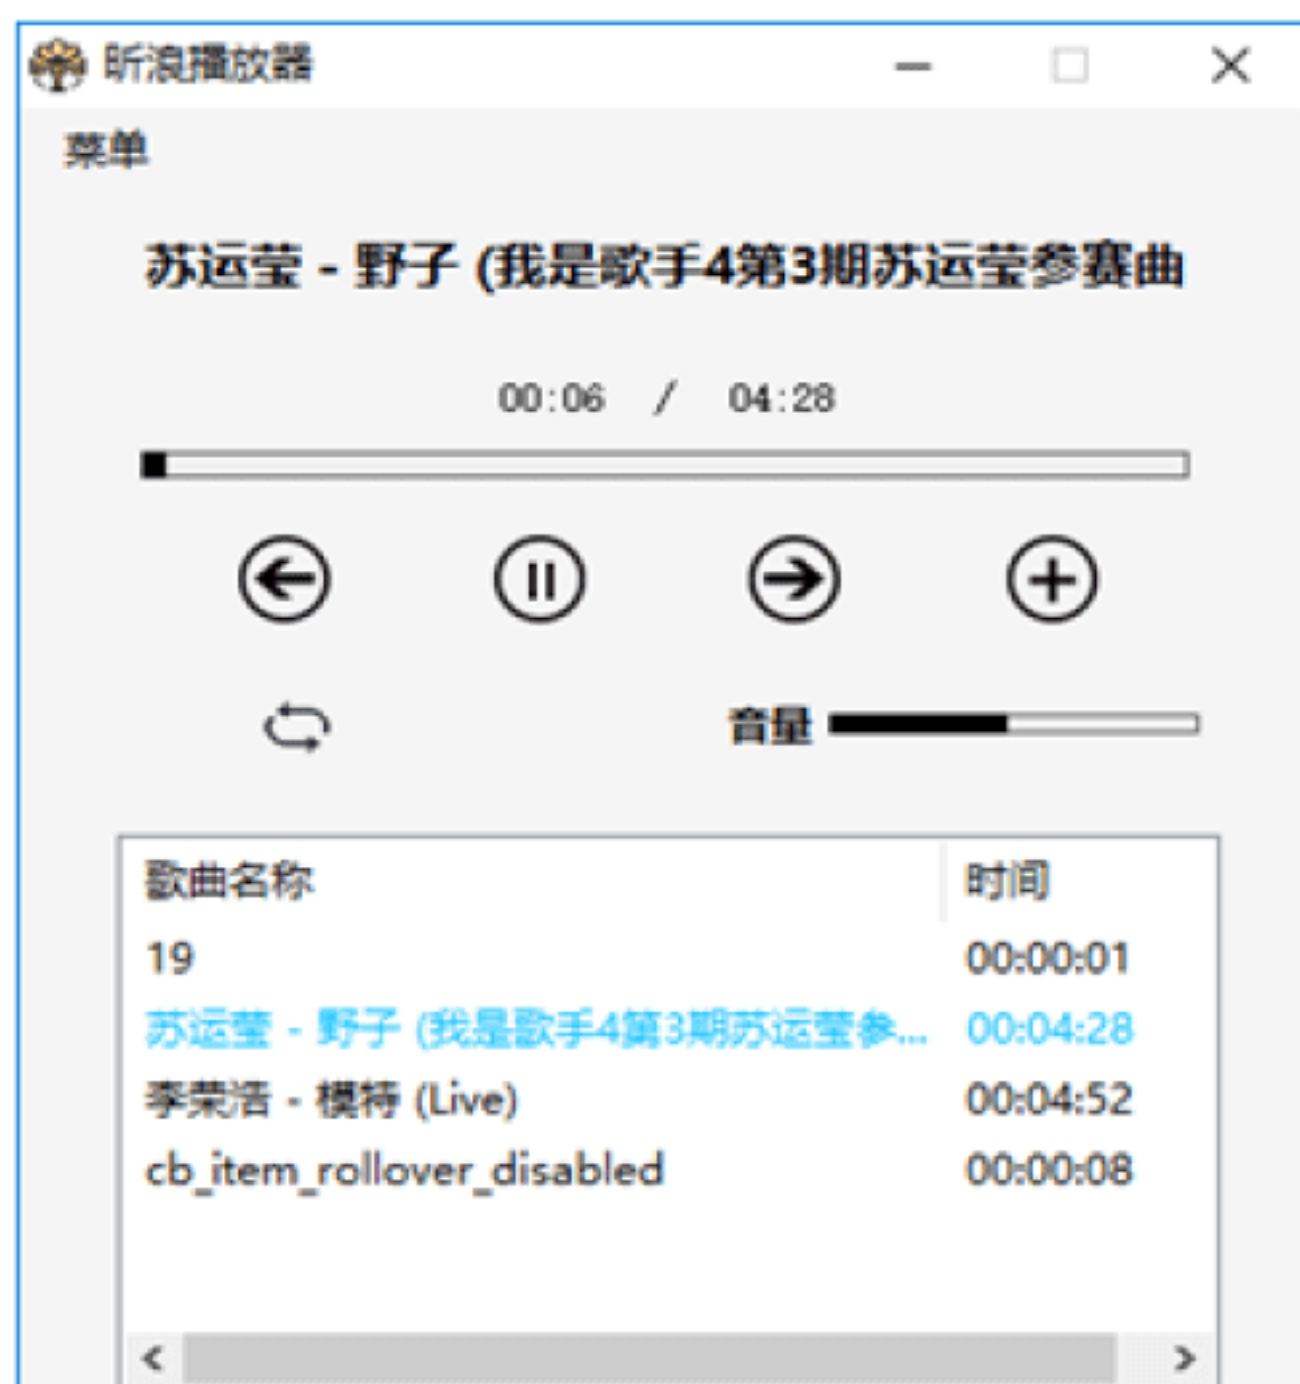 昕浪播放器
菜单
苏运莹 - 野子 (我是歌手4第3期苏运莹参赛曲
00:06 / 04:28
音量
歌曲名称 时间
19 00:00:01
苏运莹 - 野子 (我是歌手4第3期苏运莹参... 00:04:28
李荣浩 - 模特 (Live) 00:04:52
cb_item_rollover_disabled 00:00:08